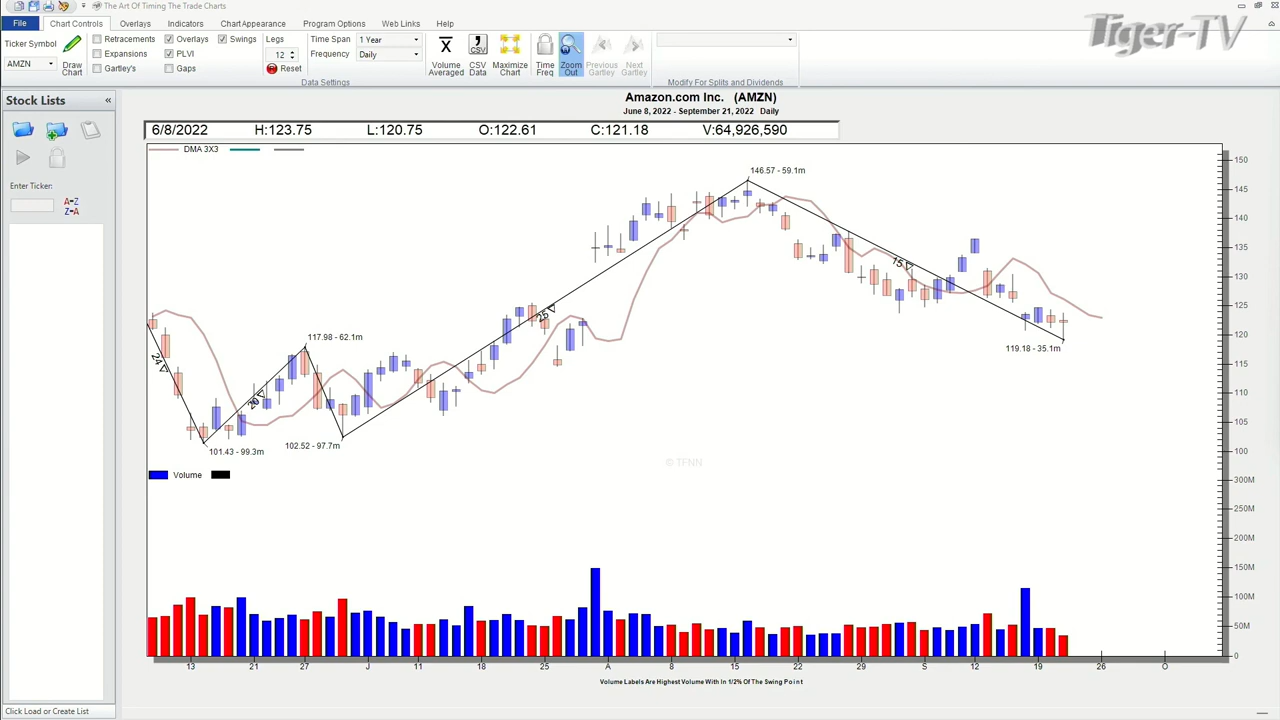 The Art Of Timing The Trade Charts
Tiger-TV
File Chart Controls Overlays Indicators Chart Appearance Program Options Web Links Help
Ticker Symbol
AMZN
Draw Chart
Retracements Overlays Swings
Expansions PLVI
Gartley's Gaps
Legs
12
Reset
Time Span 1 Year
Frequency Daily
Data Settings
Volume Averaged
CSV
CSV Data
Maximize Chart
Time Freq
Zoom Out
Previous Gartley
Next Gartley
Modify For Splits and Dividends
Stock Lists «
Enter Ticker:
A-Z
Z-A
Click Load or Create List
Amazon.com Inc. (AMZN)
June 8, 2022 - September 21, 2022 Daily
6/8/2022 H:123.75 L:120.75 O:122.61 C:121.18 V:64,926,590
DMA 3X3
146.57 - 59.1m
117.98 - 62.1m
119.18 - 35.1m
102.52 - 97.7m
101.43 - 99.3m
24
20
25
15
© TFNN
Volume
150
145
140
135
130
125
120
115
110
105
100
300M
250M
200M
150M
100M
50M
0
13 21 27 J 11 18 25 A 8 15 22 29 S 12 19 26 O
Volume Labels Are Highest Volume With In 1/2% Of The Swing Point